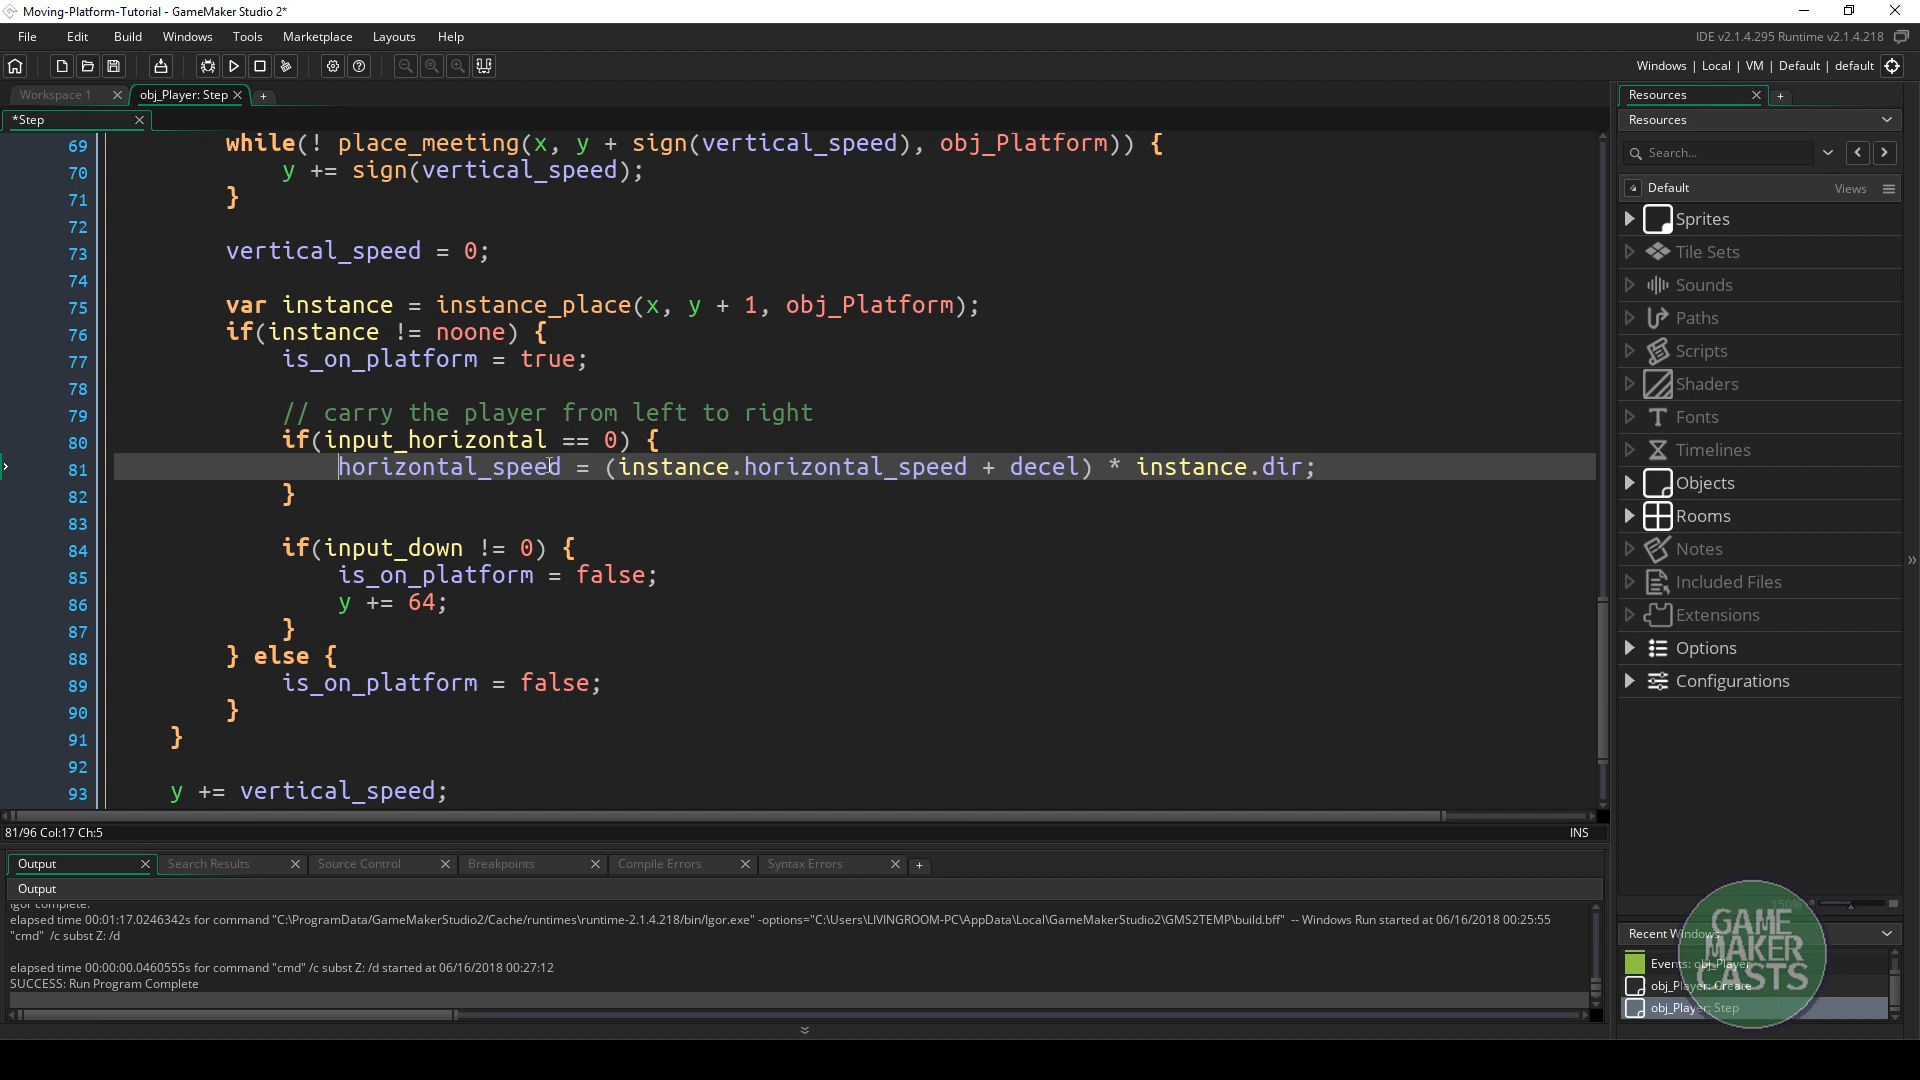 Moving-Platform-Tutorial - GameMaker Studio 2*
File Edit Build Windows Tools Marketplace Layouts Help
IDE v2.1.4.295 Runtime v2.1.4.218
Windows | Local | VM | Default | default
Workspace 1
obj_Player: Step
*Step
69 while(! place_meeting(x, y + sign(vertical_speed), obj_Platform)) {
70 y += sign(vertical_speed);
71 }
72
73 vertical_speed = 0;
74
75 var instance = instance_place(x, y + 1, obj_Platform);
76 if(instance != noone) {
77 is_on_platform = true;
78
79 // carry the player from left to right
80 if(input_horizontal == 0) {
81 horizontal_speed = (instance.horizontal_speed + decel) * instance.dir;
82 }
83
84 if(input_down != 0) {
85 is_on_platform = false;
86 y += 64;
87 }
88 } else {
89 is_on_platform = false;
90 }
91 }
92
93 y += vertical_speed;
81/96 Col:17 Ch:5
INS
Output Search Results Source Control Breakpoints Compile Errors Syntax Errors
Output
Igor complete.
elapsed time 00:01:17.0246342s for command "C:\ProgramData/GameMakerStudio2/Cache/runtimes\runtime-2.1.4.218/bin/Igor.exe" -options="C:\Users\LIVINGROOM-PC\AppData\Local\GameMakerStudio2\GMS2TEMP\build.bff" -- Windows Run started at 06/16/2018 00:25:55
"cmd" /c subst Z: /d
elapsed time 00:00:00.0460555s for command "cmd" /c subst Z: /d started at 06/16/2018 00:27:12
SUCCESS: Run Program Complete
Resources
Resources
Search...
Default
Views
Sprites
Tile Sets
Sounds
Paths
Scripts
Shaders
Fonts
Timelines
Objects
Rooms
Notes
Included Files
Extensions
Options
Configurations
150%
Recent Windows
Events: obj_Player
obj_Player: Create
obj_Player: Step
GAME
MAKER
CASTS